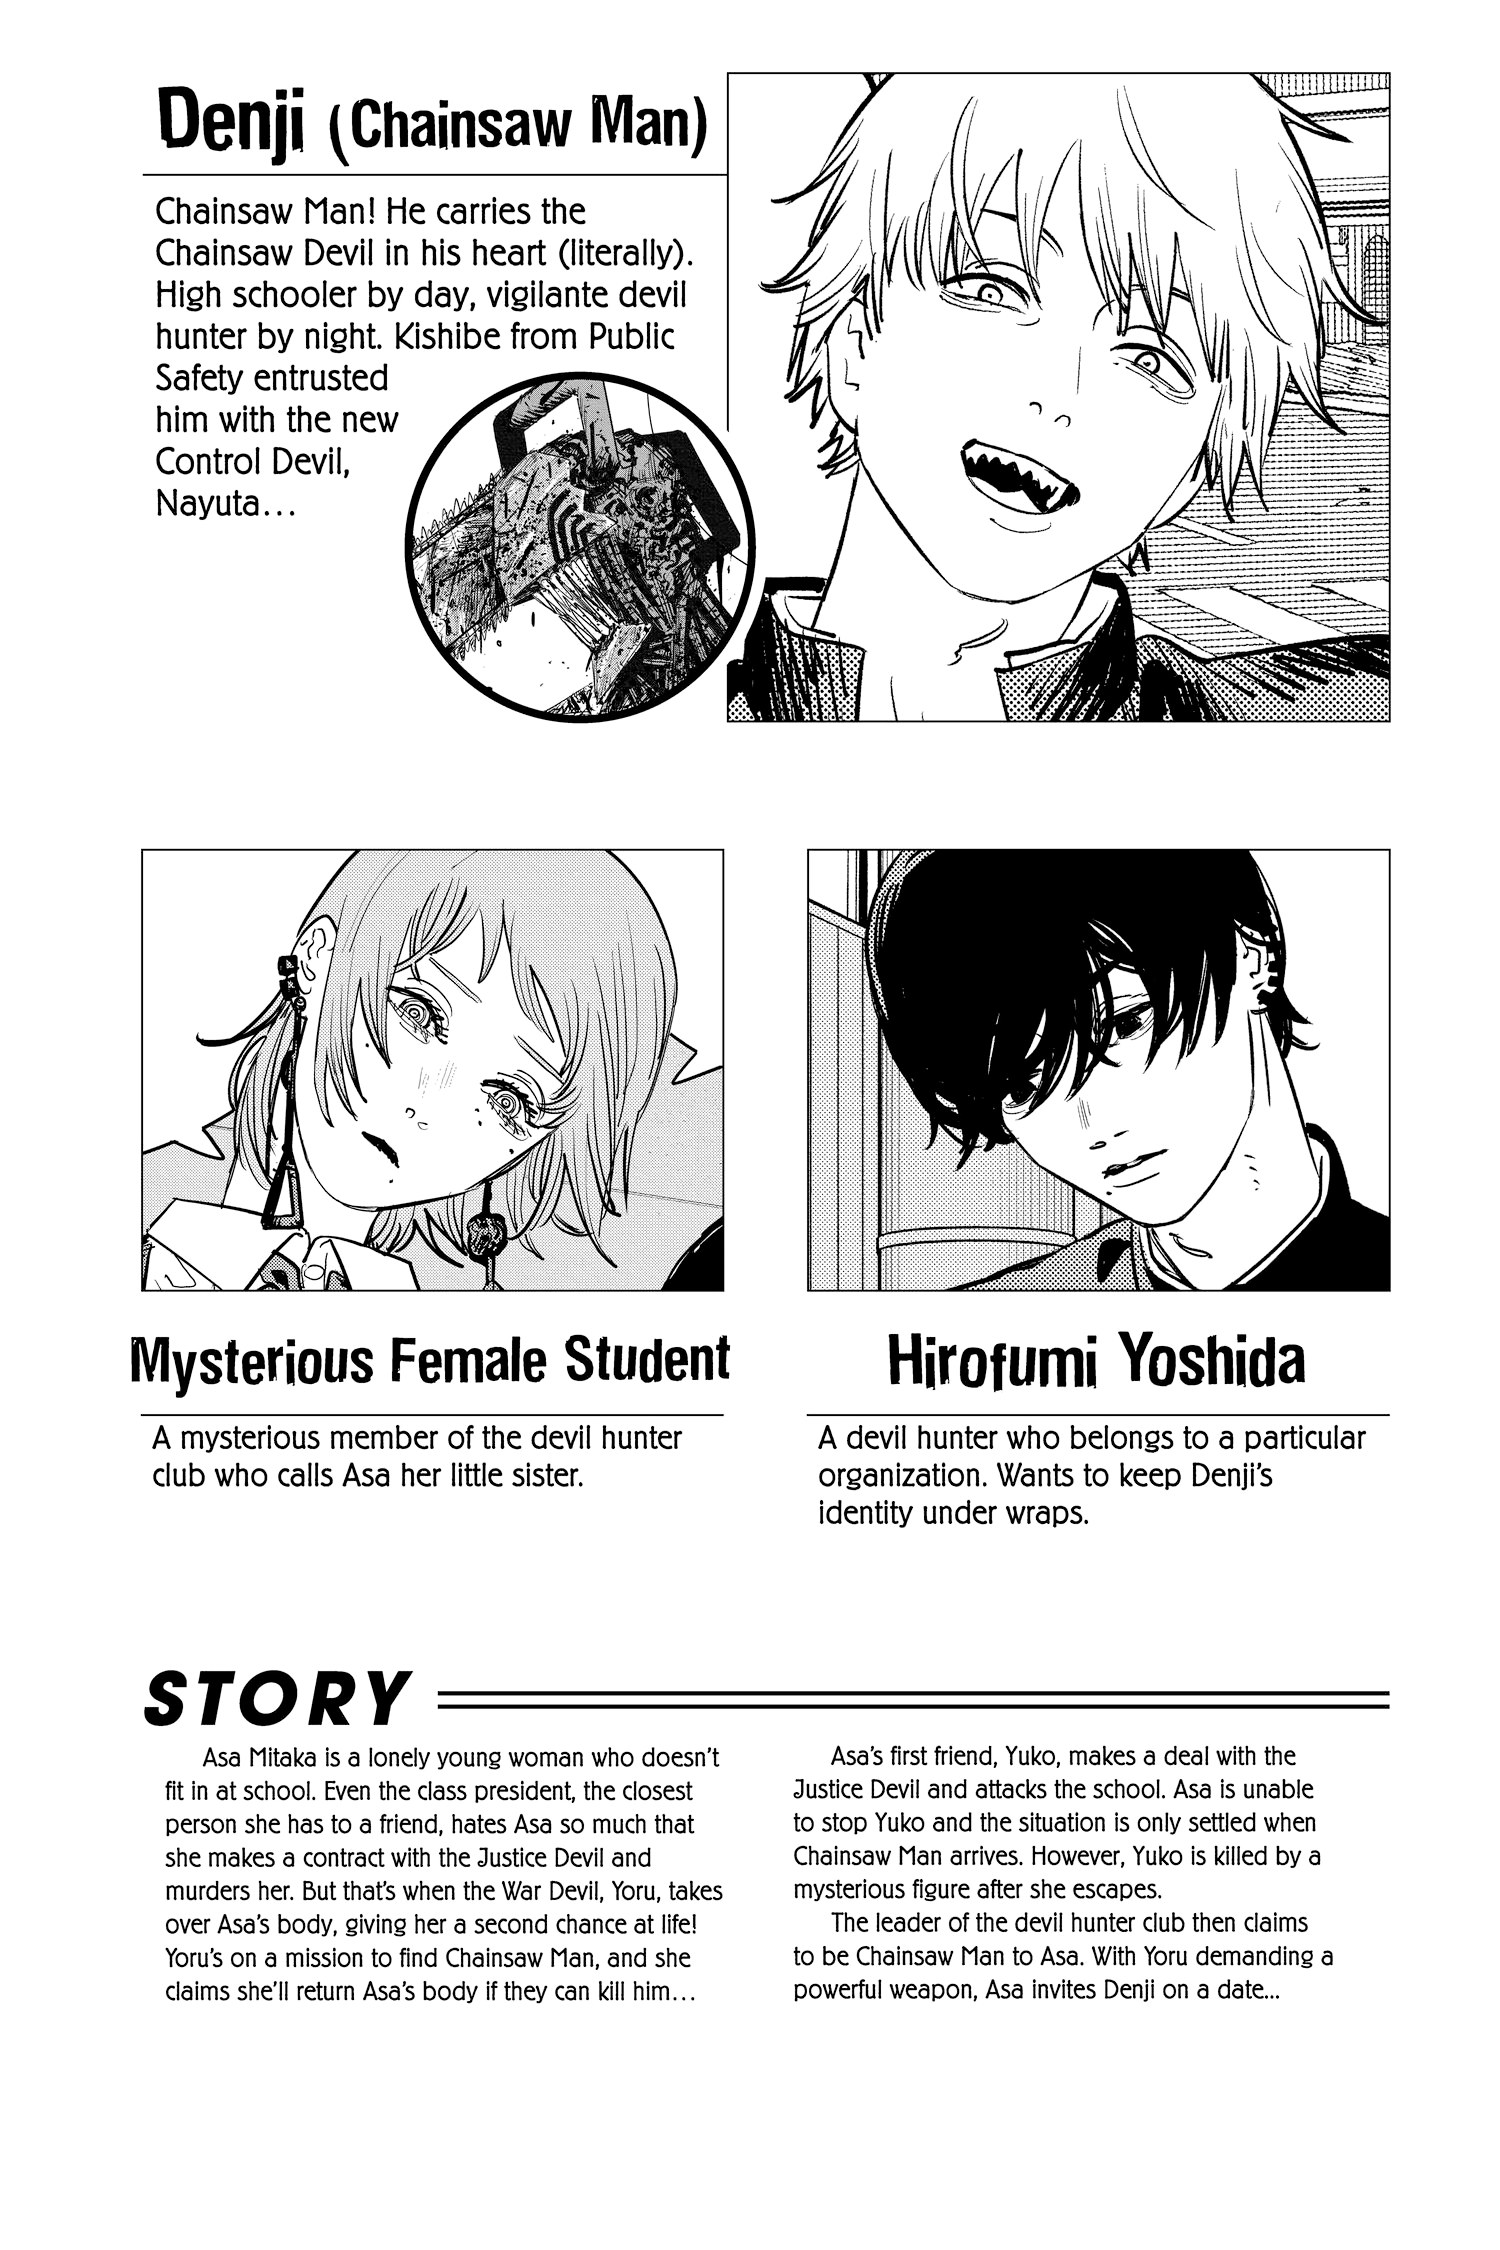 Denji (Chainsaw Man)
Chainsaw Man! He carries the
Chainsaw Devil in his heart (literally).
High schooler by day, vigilante devil
hunter by night. Kishibe from Public
Safety entrusted
him with the new
Control Devil,
Nayuta...
Mysterious Female Student
A mysterious member of the devil hunter
club who calls Asa her little sister.
Hirofumi Yoshida
A devil hunter who belongs to a particular
organization. Wants to keep Denji’s
identity under wraps.
STORY
Asa Mitaka is a lonely young woman who doesn’t
fit in at school. Even the class president, the closest
person she has to a friend, hates Asa so much that
she makes a contract with the Justice Devil and
murders her. But that’s when the War Devil, Yoru, takes
over Asa’s body, giving her a second chance at life!
Yoru’s on a mission to find Chainsaw Man, and she
claims she’ll return Asa’s body if they can kill him...
Asa’s first friend, Yuko, makes a deal with the
Justice Devil and attacks the school. Asa is unable
to stop Yuko and the situation is only settled when
Chainsaw Man arrives. However, Yuko is killed by a
mysterious figure after she escapes.
The leader of the devil hunter club then claims
to be Chainsaw Man to Asa. With Yoru demanding a
powerful weapon, Asa invites Denji on a date...